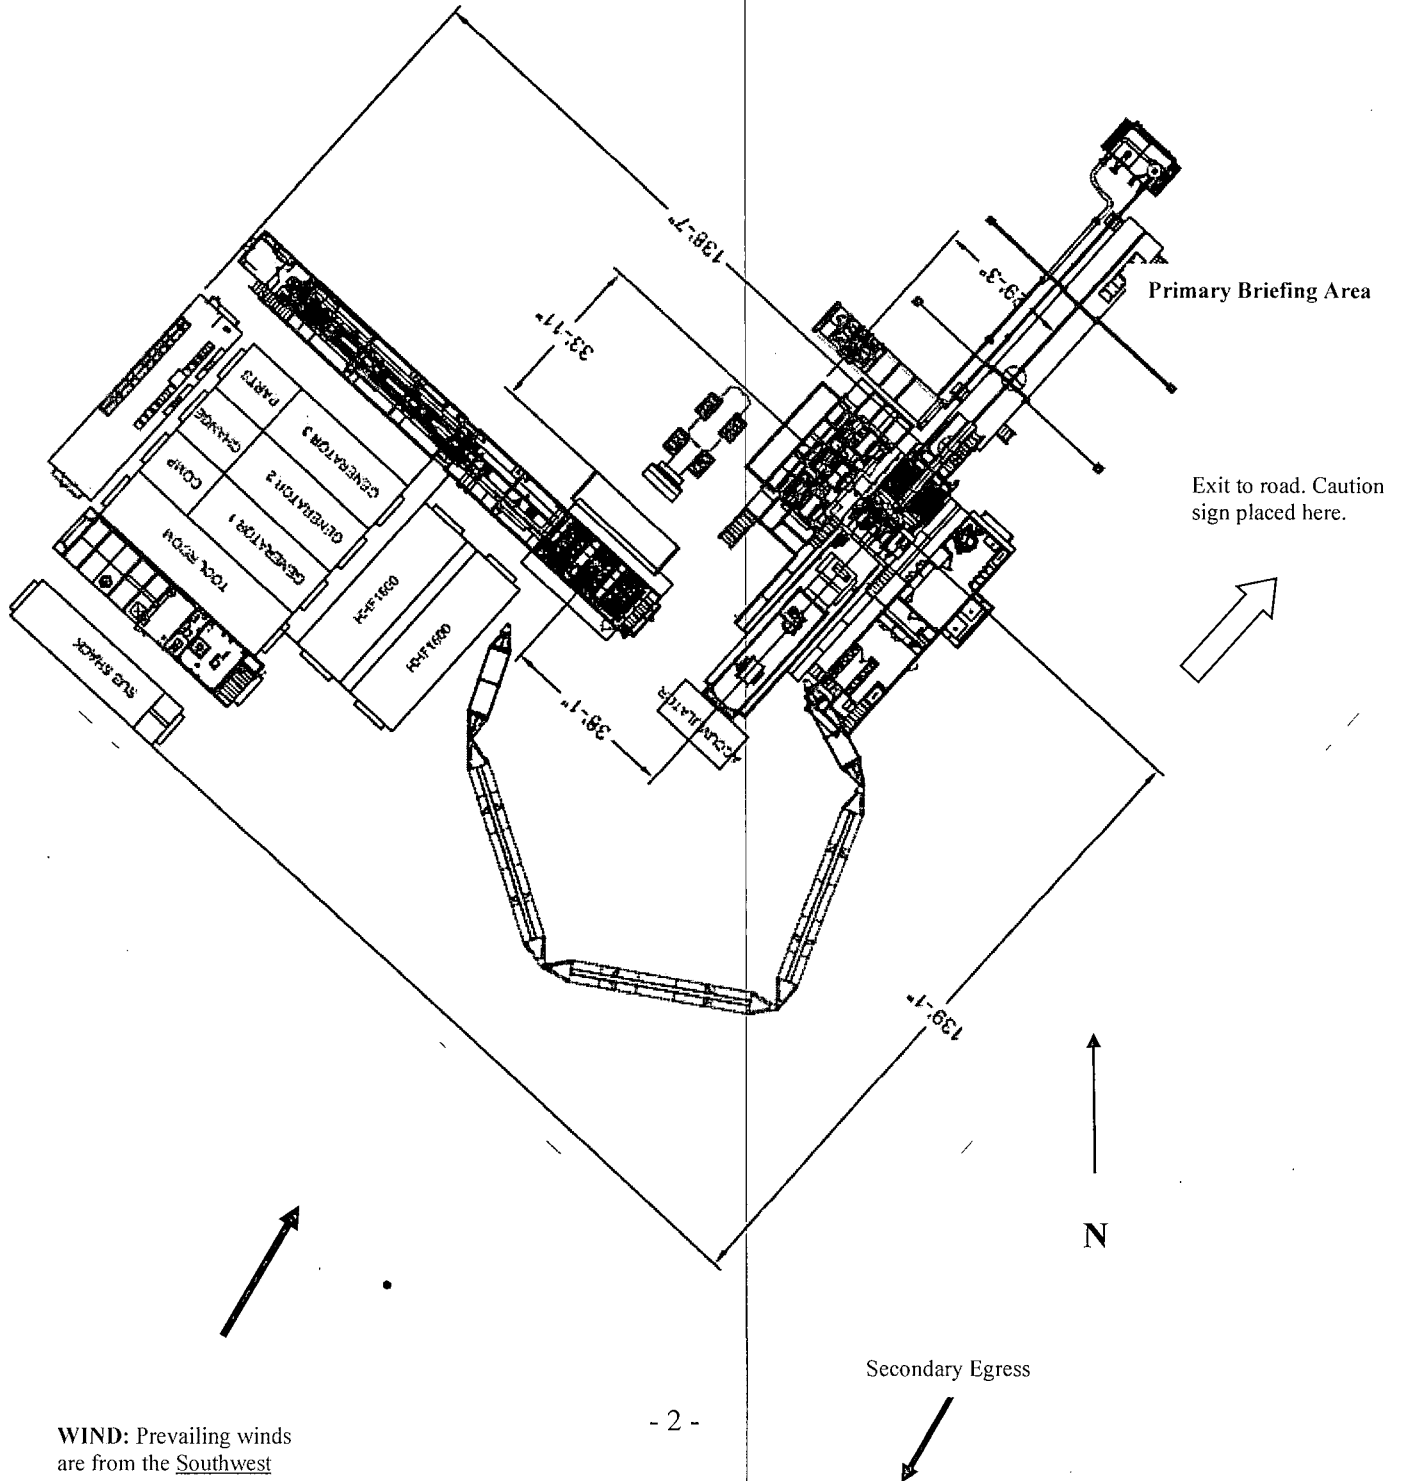 138'-7"
29'-3"
Primary Briefing Area
33'-11"
PARTS
CHANGE
COMP
GENERATOR 3
GENERATOR 2
GENERATOR 1
TOOL ROOM
SUB SHACK
Exit to road. Caution
sign placed here.
38'-1"
ACCUMULATOR
139'-1"
N
Secondary Egress
- 2 -
WIND: Prevailing winds
are from the Southwest